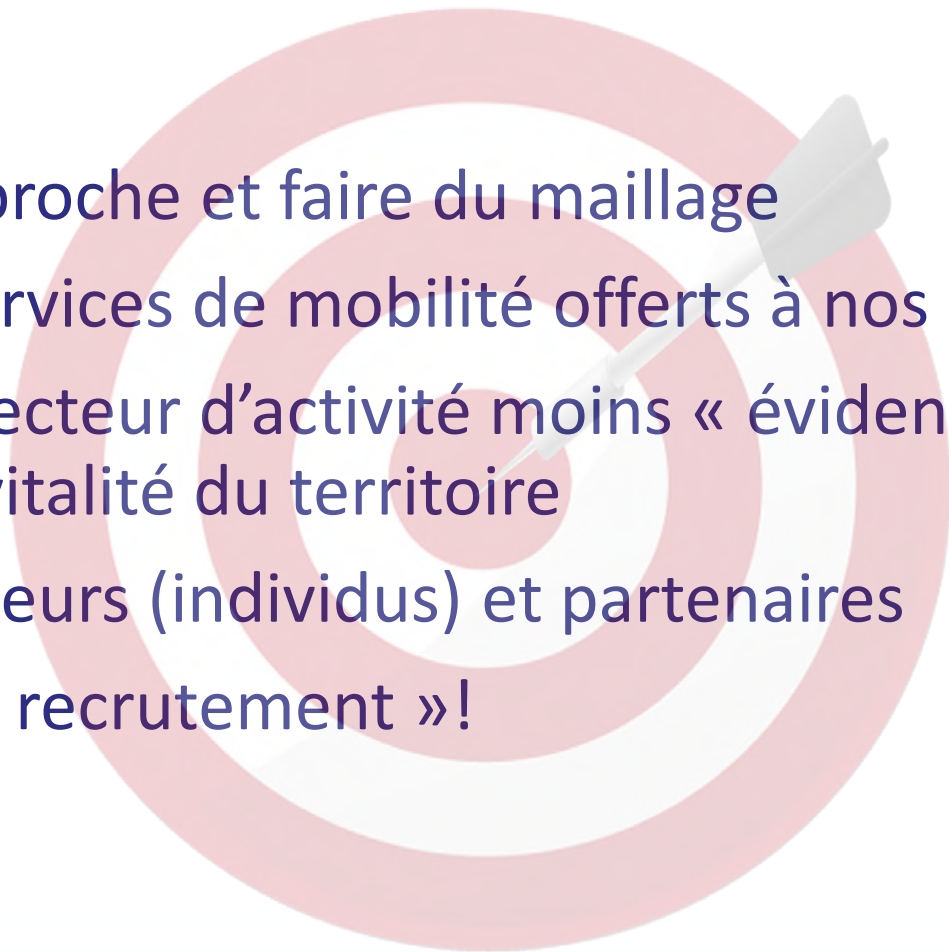 proche et faire du maillage
rvices de mobilité offerts à nos
ecteur d’activité moins « éviden
vitalité du territoire
eurs (individus) et partenaires
recrutement »!